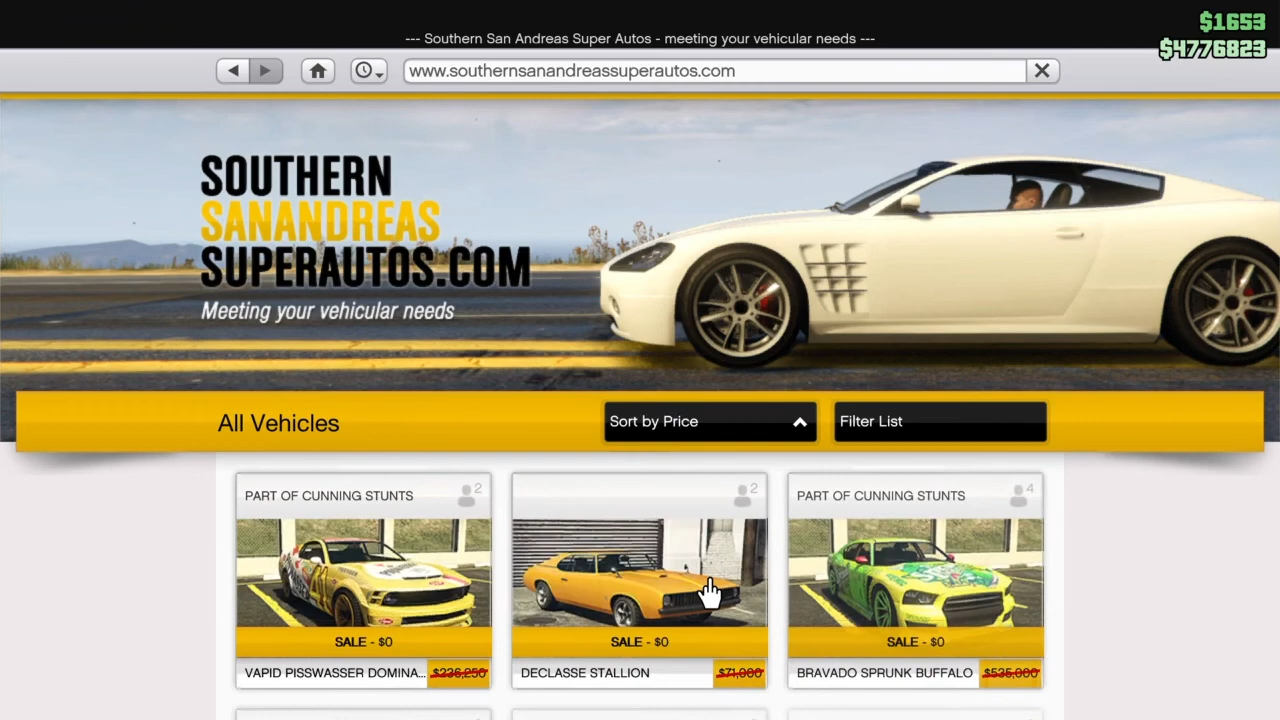 $1653
--- Southern San Andreas Super Autos - meeting your vehicular needs ---
$4776823
www.southernsanandreassuperautos.com
SOUTHERN
SANANDREAS
SUPERAUTOS.COM
Meeting your vehicular needs
All Vehicles
Sort by Price
Filter List
PART OF CUNNING STUNTS
2
2
PART OF CUNNING STUNTS
4
SALE - $0
SALE - $0
SALE - $0
VAPID PISSWASSER DOMINA...
$236,250
DECLASSE STALLION
$71,000
BRAVADO SPRUNK BUFFALO
$535,000